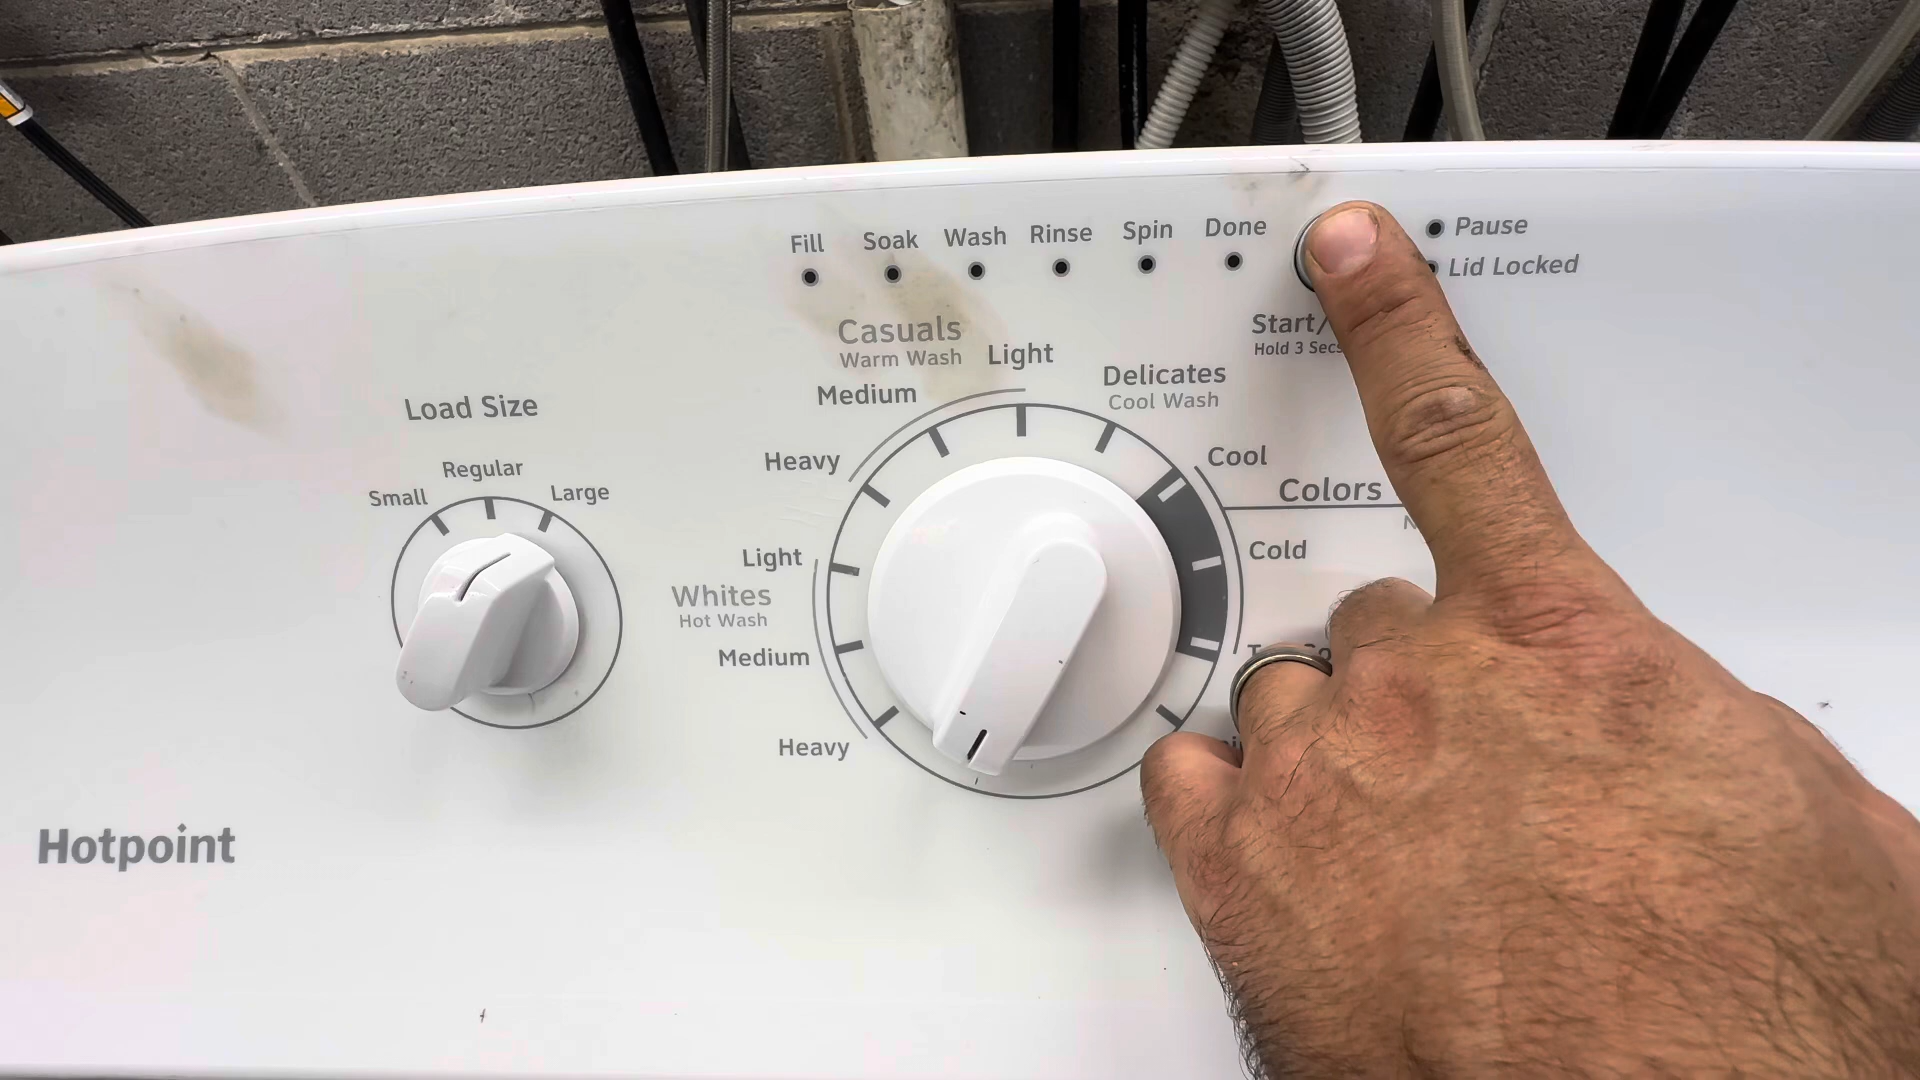 Fill Soak Wash Rinse Spin Done
Pause
Lid Locked
Start/
Hold 3 Secs
Casuals
Warm Wash
Light
Medium
Heavy
Delicates
Cool Wash
Cool
Colors
Cold
Load Size
Small Regular Large
Light
Whites
Hot Wash
Medium
Heavy
Hotpoint